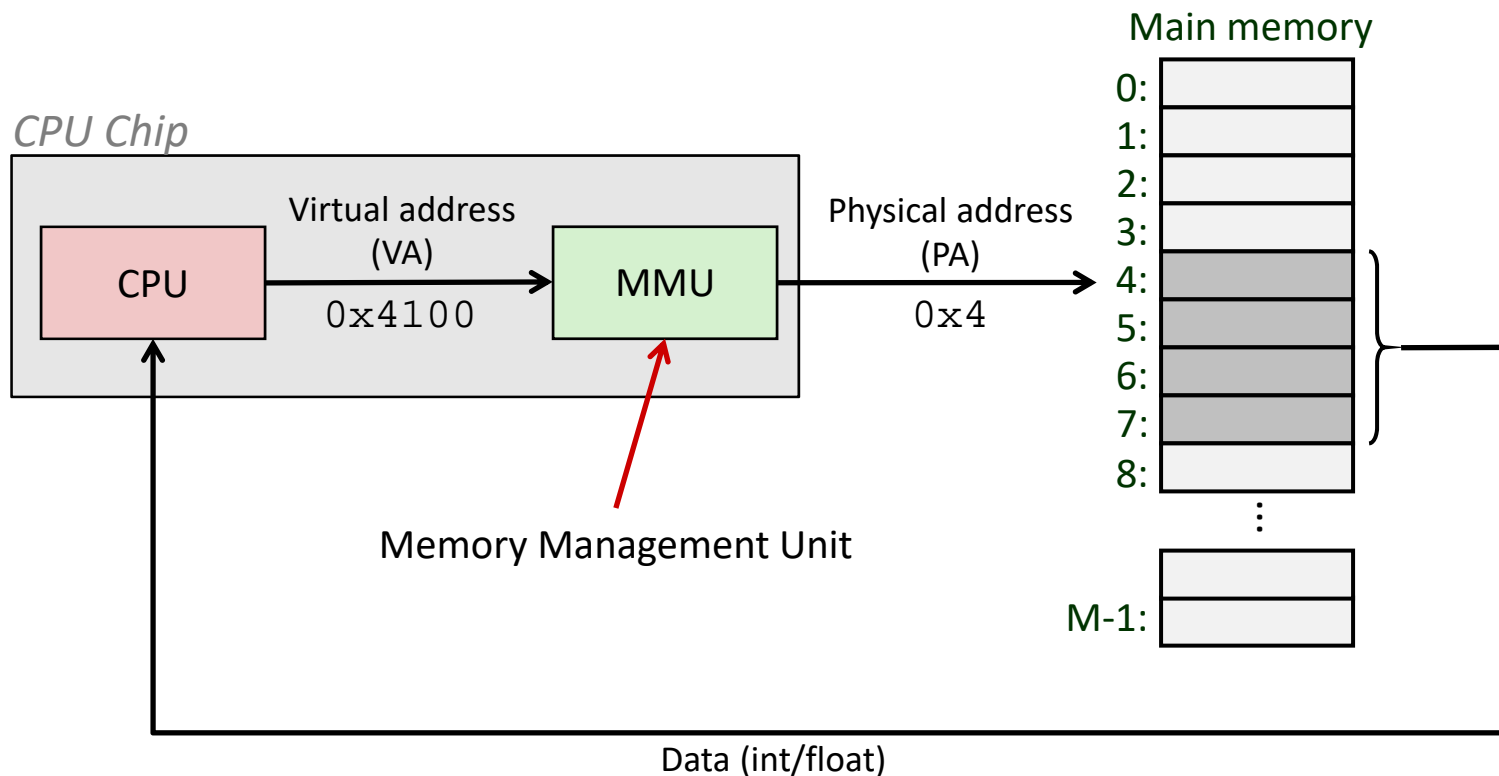 Main memory
CPU Chip
0:
1:
2:
3:
4:
5:
6:
7:
8:
...
M-1:
Virtual address
(VA)
0x4100
CPU
MMU
Physical address
(PA)
0x4
Memory Management Unit
Data (int/float)